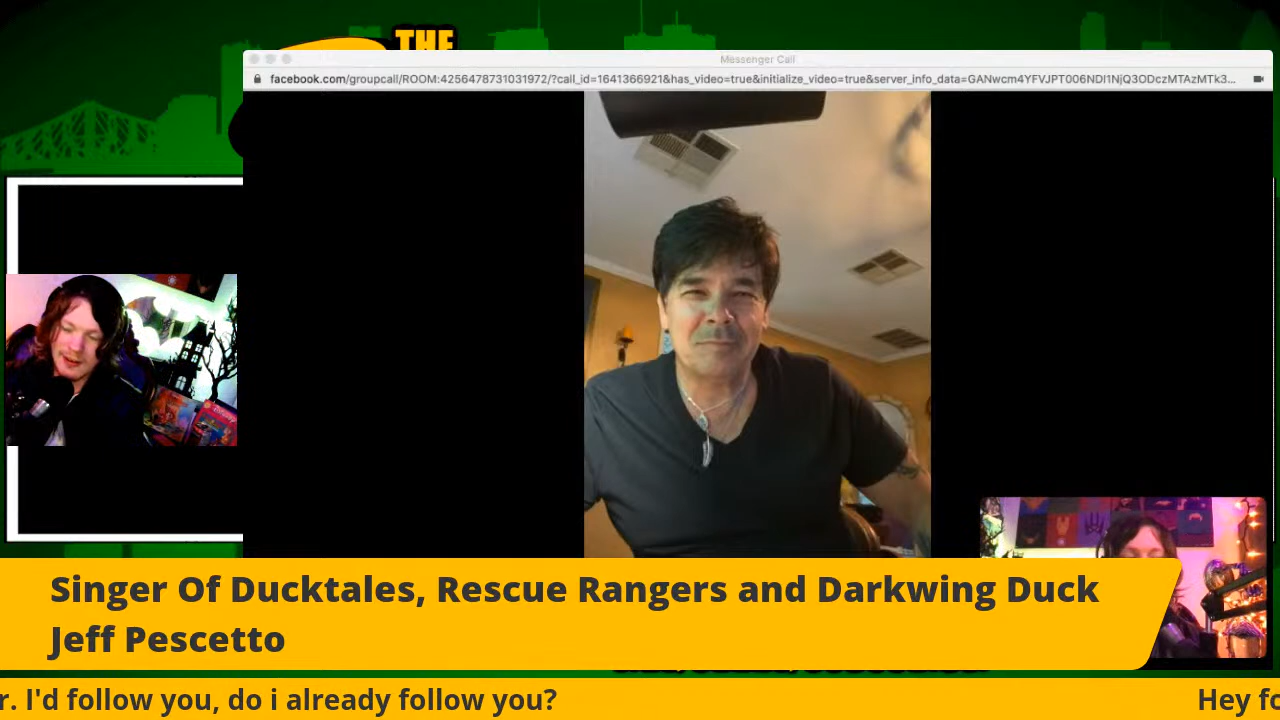 THE
Messenger Call
facebook.com/groupcall/ROOM:4256478731031972/?call_id=1641366921&has_video=true&initialize_video=true&server_info_data=GANwcm4YFVJPT006NDI1NjQ3ODczMTAzMTk3...
Singer Of Ducktales, Rescue Rangers and Darkwing Duck
Jeff Pescetto
r. I'd follow you, do i already follow you?
Hey fo